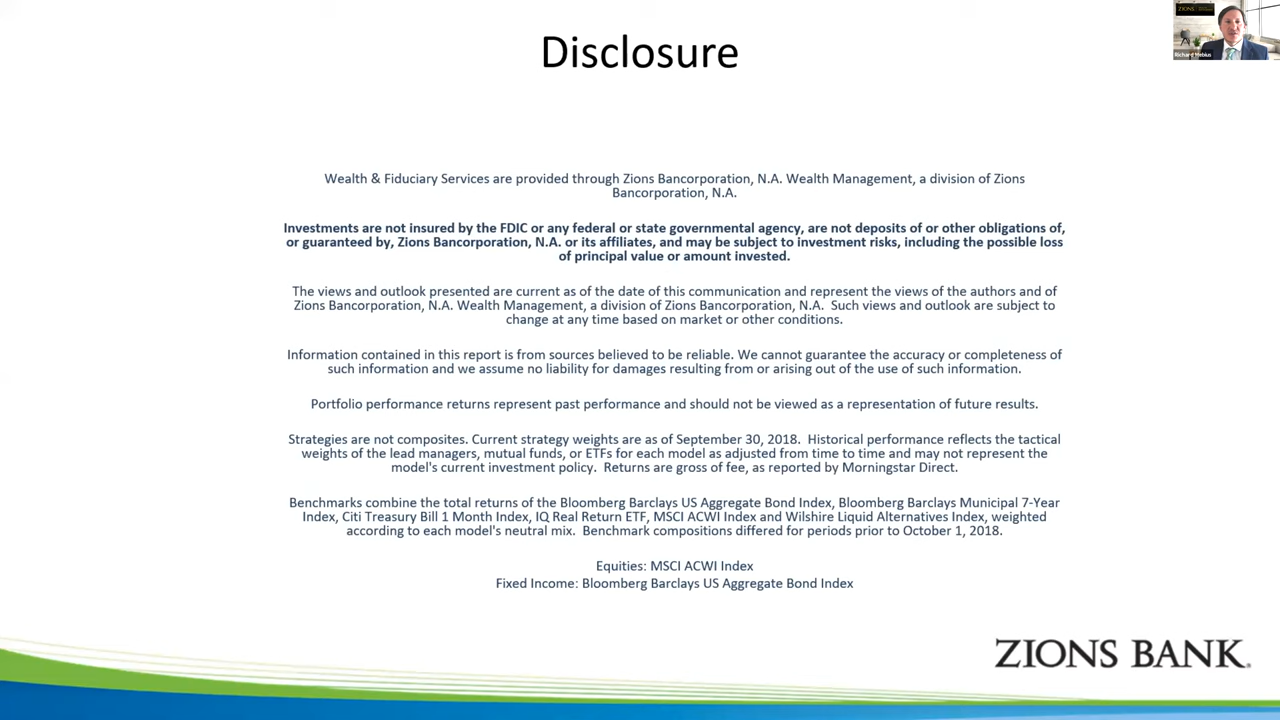 Disclosure
ZIONS
Wealth & Fiduciary Services are provided through Zions Bancorporation, N.A. Wealth Management, a division of Zions
Bancorporation, N.A.
Investments are not insured by the FDIC or any federal or state governmental agency, are not deposits of or other obligations of,
or guaranteed by, Zions Bancorporation, N.A. or its affiliates, and may be subject to investment risks, including the possible loss
of principal value or amount invested.
The views and outlook presented are current as of the date of this communication and represent the views of the authors and of
Zions Bancorporation, N.A. Wealth Management, a division of Zions Bancorporation, N.A. Such views and outlook are subject to
change at any time based on market or other conditions.
Information contained in this report is from sources believed to be reliable. We cannot guarantee the accuracy or completeness of
such information and we assume no liability for damages resulting from or arising out of the use of such information.
Portfolio performance returns represent past performance and should not be viewed as a representation of future results.
Strategies are not composites. Current strategy weights are as of September 30, 2018. Historical performance reflects the tactical
weights of the lead managers, mutual funds, or ETFs for each model as adjusted from time to time and may not represent the
model's current investment policy. Returns are gross of fee, as reported by Morningstar Direct.
Benchmarks combine the total returns of the Bloomberg Barclays US Aggregate Bond Index, Bloomberg Barclays Municipal 7-Year
Index, Citi Treasury Bill 1 Month Index, IQ Real Return ETF, MSCI ACWI Index and Wilshire Liquid Alternatives Index, weighted
according to each model's neutral mix. Benchmark compositions differed for periods prior to October 1, 2018.
Equities: MSCI ACWI Index
Fixed Income: Bloomberg Barclays US Aggregate Bond Index
ZIONS BANK.